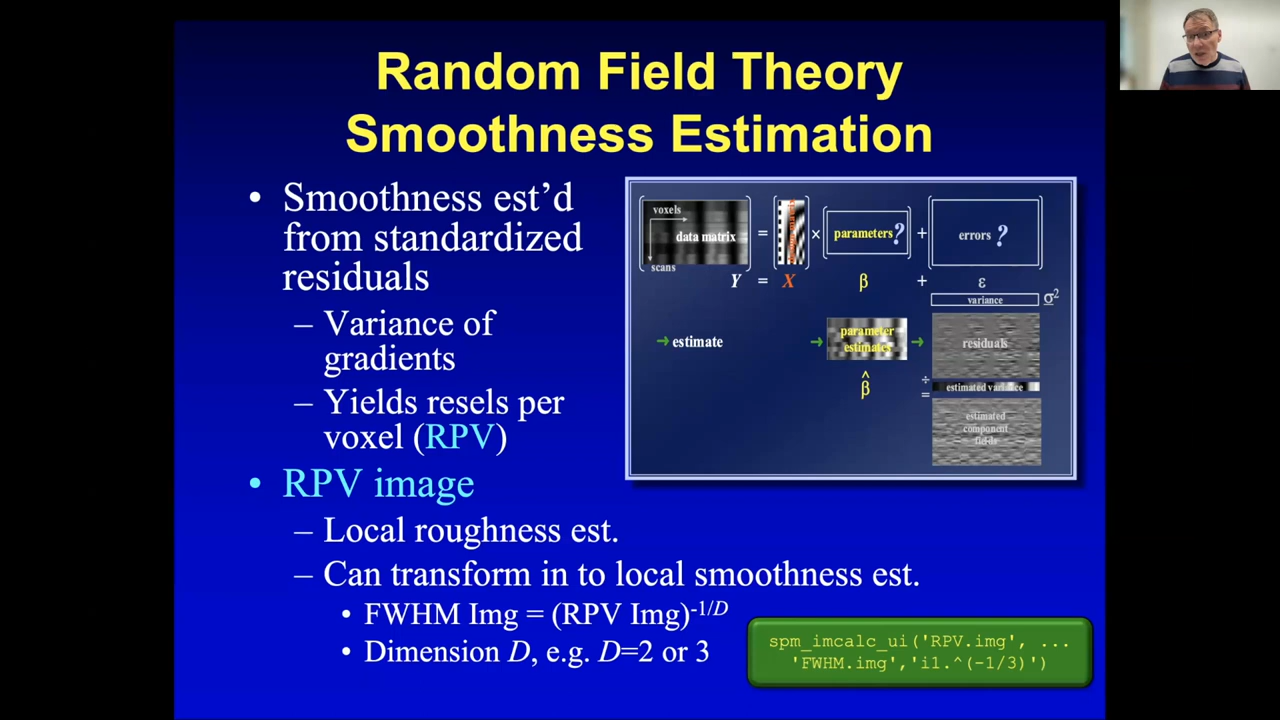 Random Field Theory
Smoothness Estimation
• Smoothness est’d
from standardized
residuals
– Variance of
gradients
– Yields resels per
voxel (RPV)
• RPV image
– Local roughness est.
– Can transform in to local smoothness est.
• FWHM Img = (RPV Img)-1/D
• Dimension D, e.g. D=2 or 3
voxels
data matrix
scans
= × parameters? + errors ?
Y = X β + ε
variance σ2
→ estimate
→ parameter
estimates →
β̂
residuals
÷ estimated variance
=
estimated
component
fields
spm_imcalc_ui('RPV.img', ...
'FWHM.img','i1.^(-1/3)')